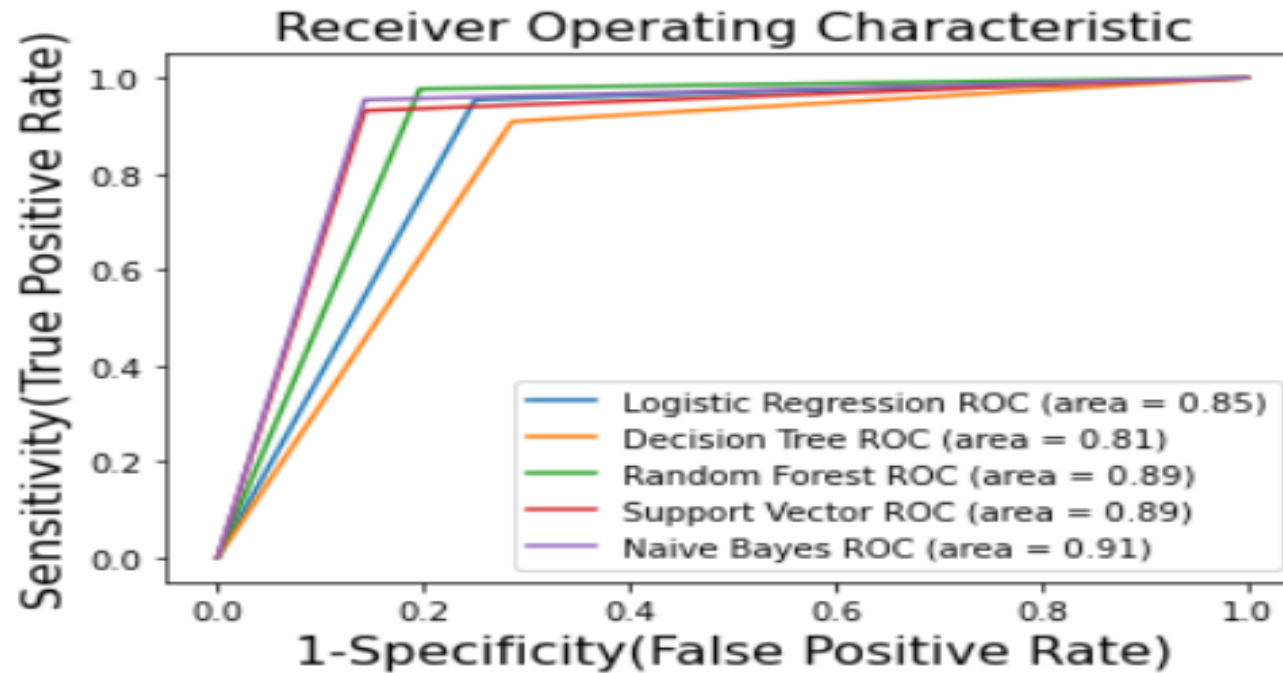 Receiver Operating Characteristic
Sensitivity(True Positive Rate)
1.0
0.8
0.6
0.4
0.2
0.0
Logistic Regression ROC (area = 0.85)
Decision Tree ROC (area = 0.81)
Random Forest ROC (area = 0.89)
Support Vector ROC (area = 0.89)
Naive Bayes ROC (area = 0.91)
0.0 0.2 0.4 0.6 0.8 1.0
1-Specificity(False Positive Rate)